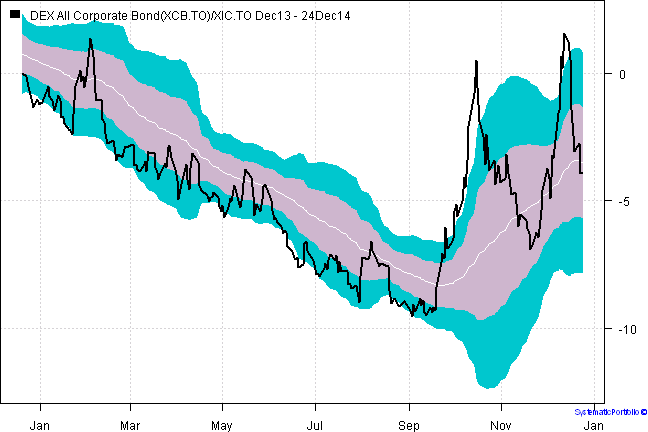 DEX All Corporate Bond(XCB.TO)/XIC.TO Dec13 - 24Dec14
0
-5
-10
SystematicPortfolio ©
Jan Mar May Jul Sep Nov Jan